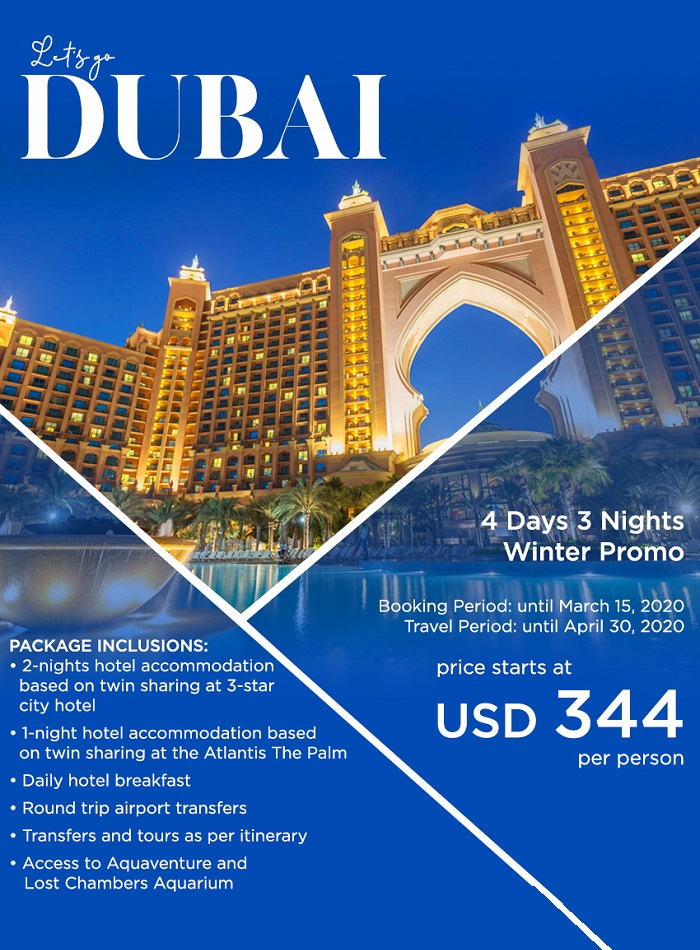 Let's go
DUBAI
4 Days 3 Nights
Winter Promo
Booking Period: until March 15, 2020
Travel Period: until April 30, 2020
price starts at
USD 344
per person
PACKAGE INCLUSIONS:
• 2-nights hotel accommodation
based on twin sharing at 3-star
city hotel
• 1-night hotel accommodation based
on twin sharing at the Atlantis The Palm
• Daily hotel breakfast
• Round trip airport transfers
• Transfers and tours as per itinerary
• Access to Aquaventure and
Lost Chambers Aquarium